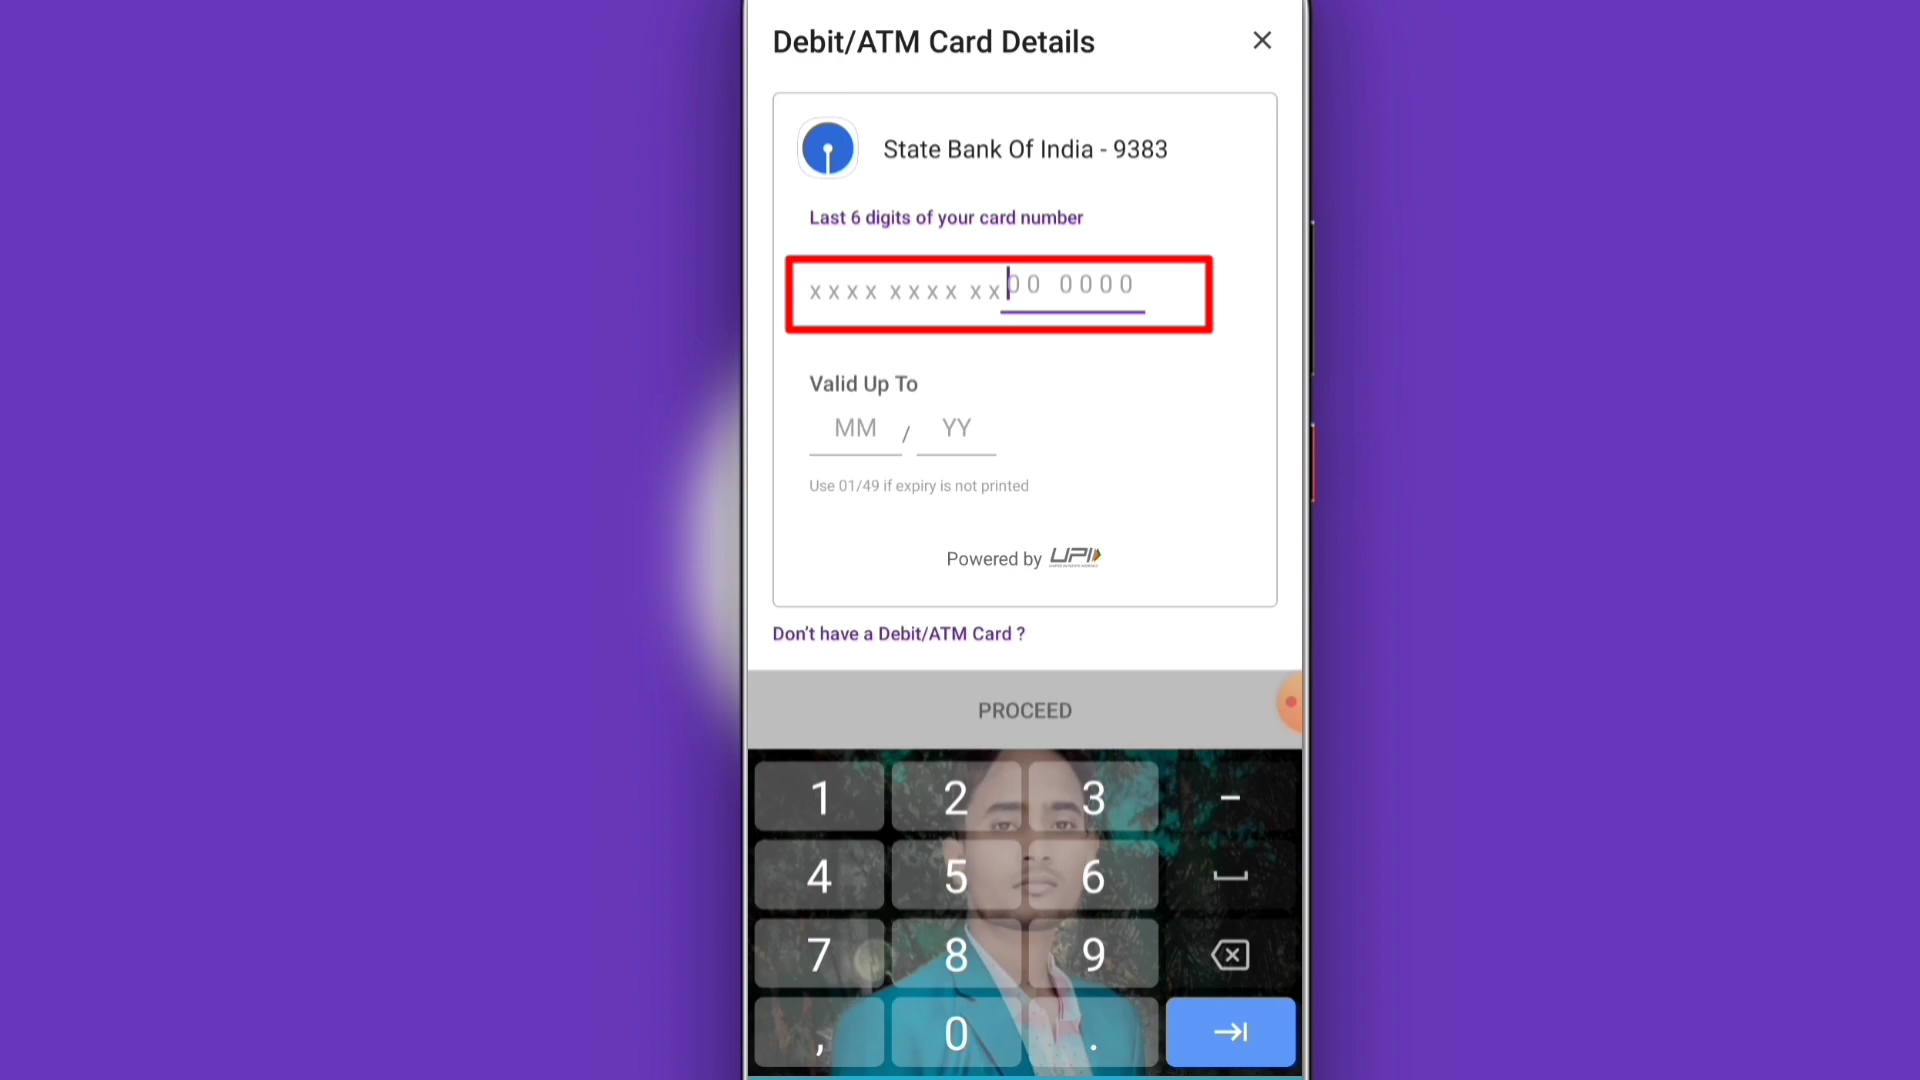 Debit/ATM Card Details
State Bank Of India - 9383
Last 6 digits of your card number
x x x x x x x x x x 0 0 0 0 0 0
Valid Up To
MM / YY
Use 01/49 if expiry is not printed
Powered by UPI
Don't have a Debit/ATM Card ?
PROCEED
1 2 3 -
4 5 6
7 8 9
, 0 .